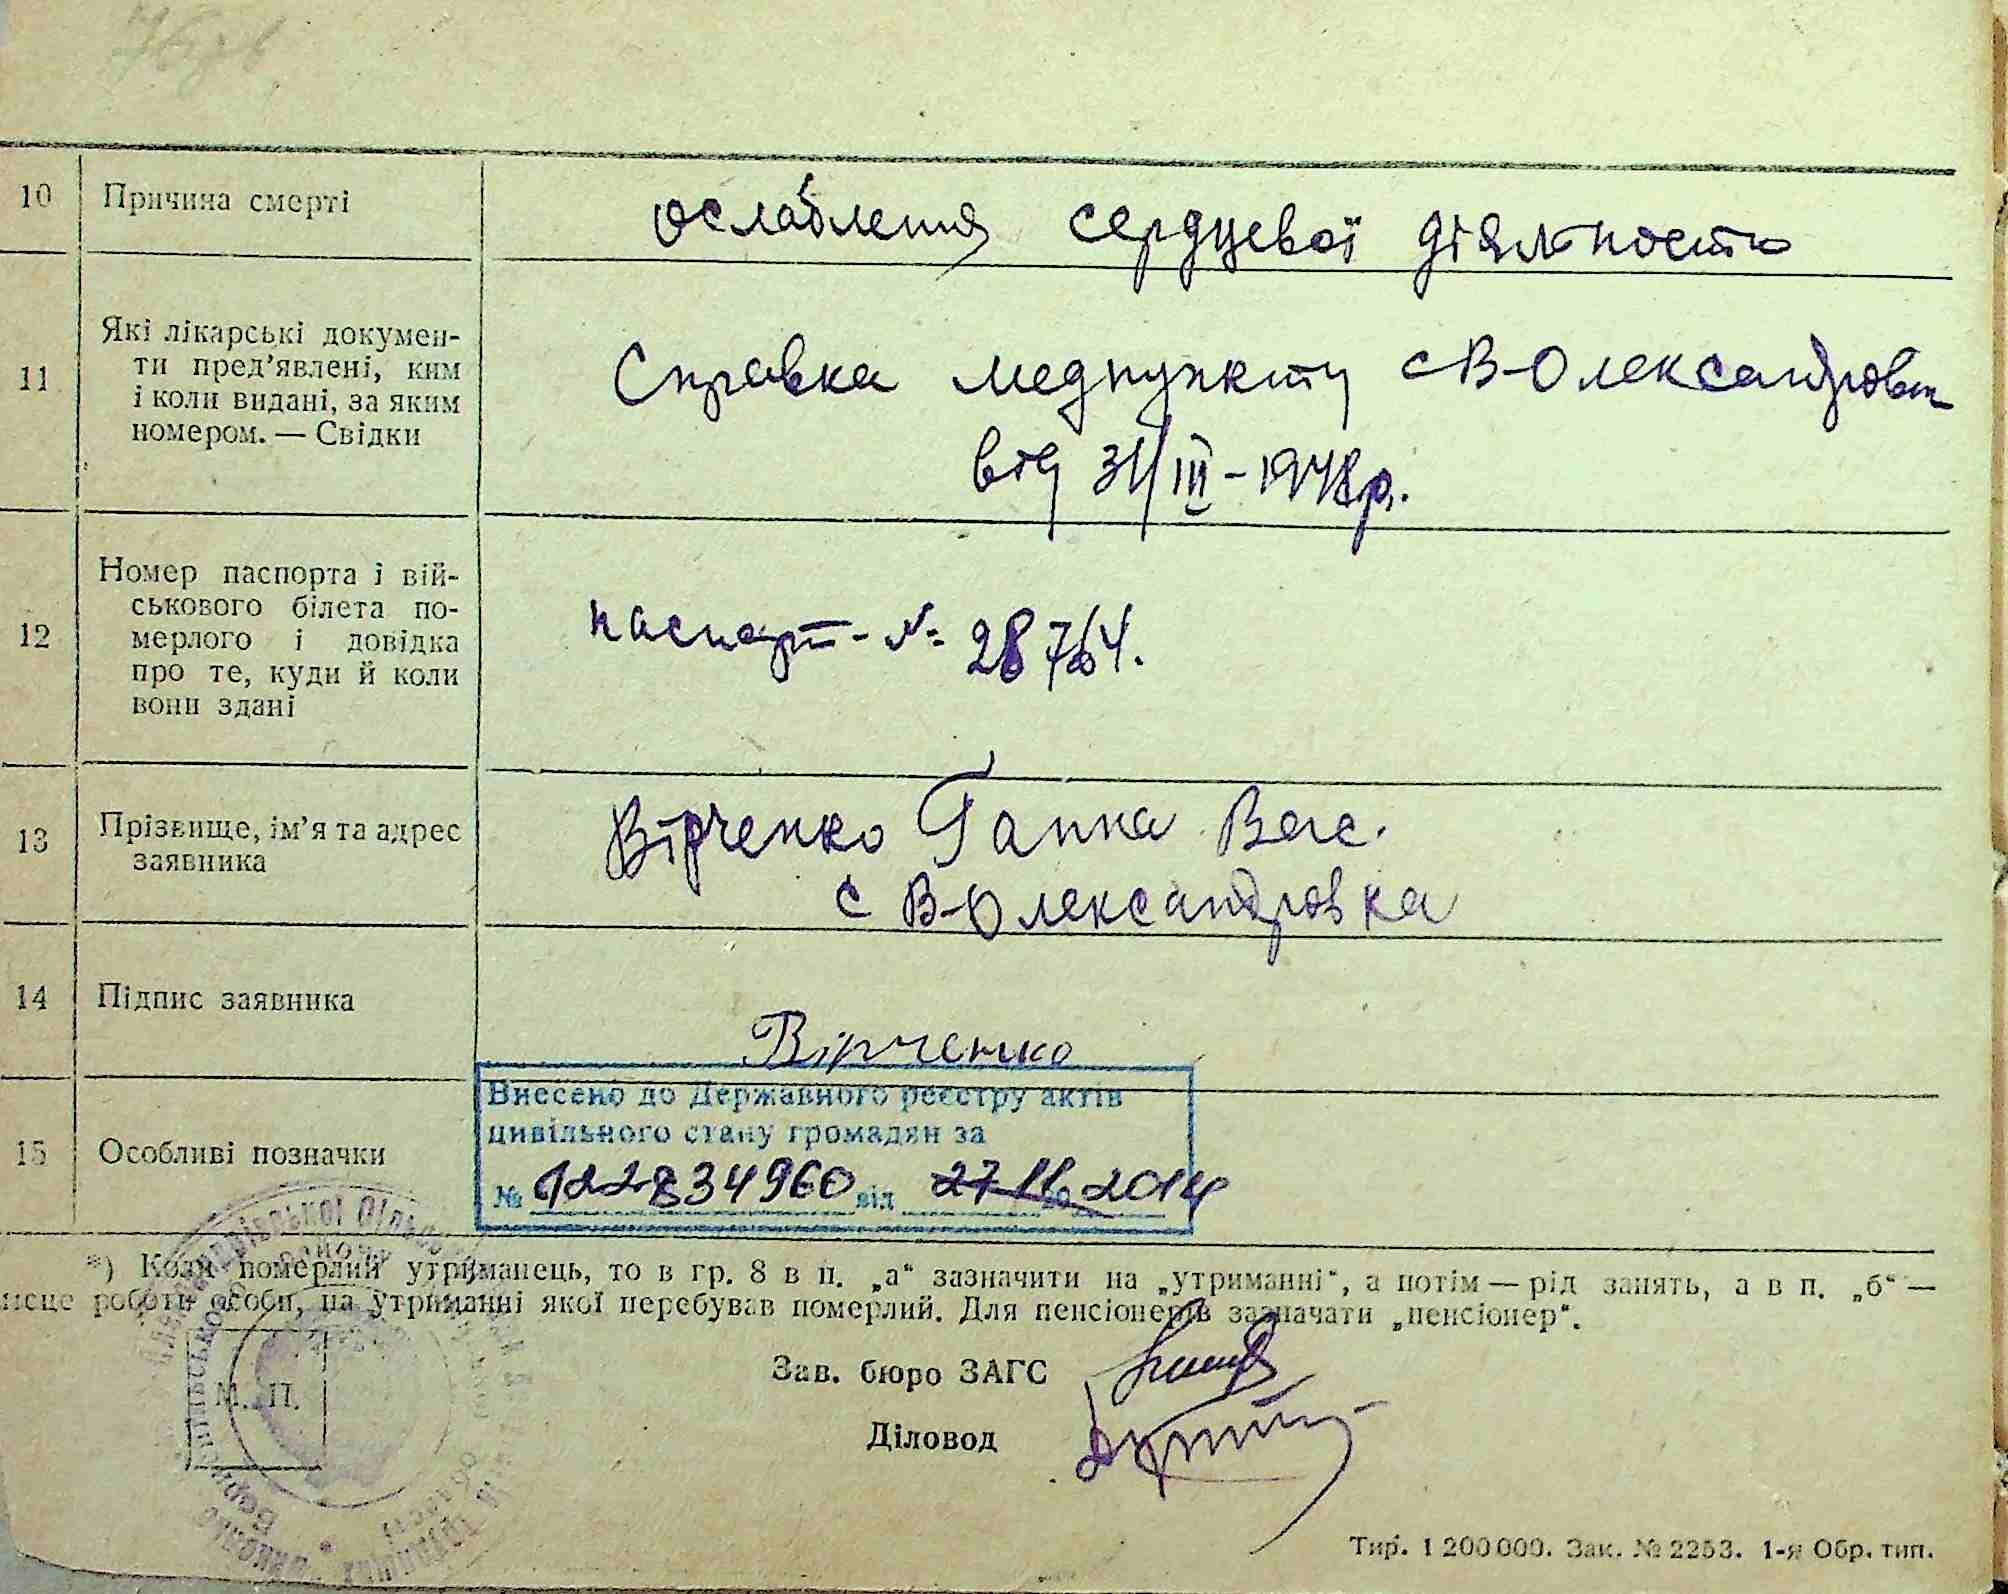 10 Причина смерті ослаблення сердцевої діяльности
11 Які лікарські докумен-
ти пред’явлені, ким
і коли видані, за яким
номером. — Свідки
Справка медпункту с В-Олександровки
від 31/III-1948р.
12 Номер паспорта і вій-
ськового білета по-
мерлого і довідка
про те, куди й коли
вони здані
паспорт-№ 28764.
13 Прізвище, ім’я та адрес
заявника
Вірченко Ганна Вас.
с В-Олександровка
14 Підпис заявника Вірченко
15 Особливі позначки
Внесено до Державного реєстру актів
цивільного стану громадян за
№ 122834960 від 27 11 2014
*) Коли померлий утриманець, то в гр. 8 в п. „а“ зазначити на „утриманні“, а потім — рід занять, а в п. „б“ —
місце роботи особи, на утриманні якої перебував померлий. Для пенсіонерів зазначати „пенсіонер“.
Зав. бюро ЗАГС
Діловод
М. П.
Тир. 1 200 000. Зак. № 2253. 1-я Обр. тип.